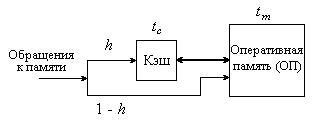 t_c
t_m
Обращения
к памяти
h
Кэш
Оперативная
память (ОП)
1 - h